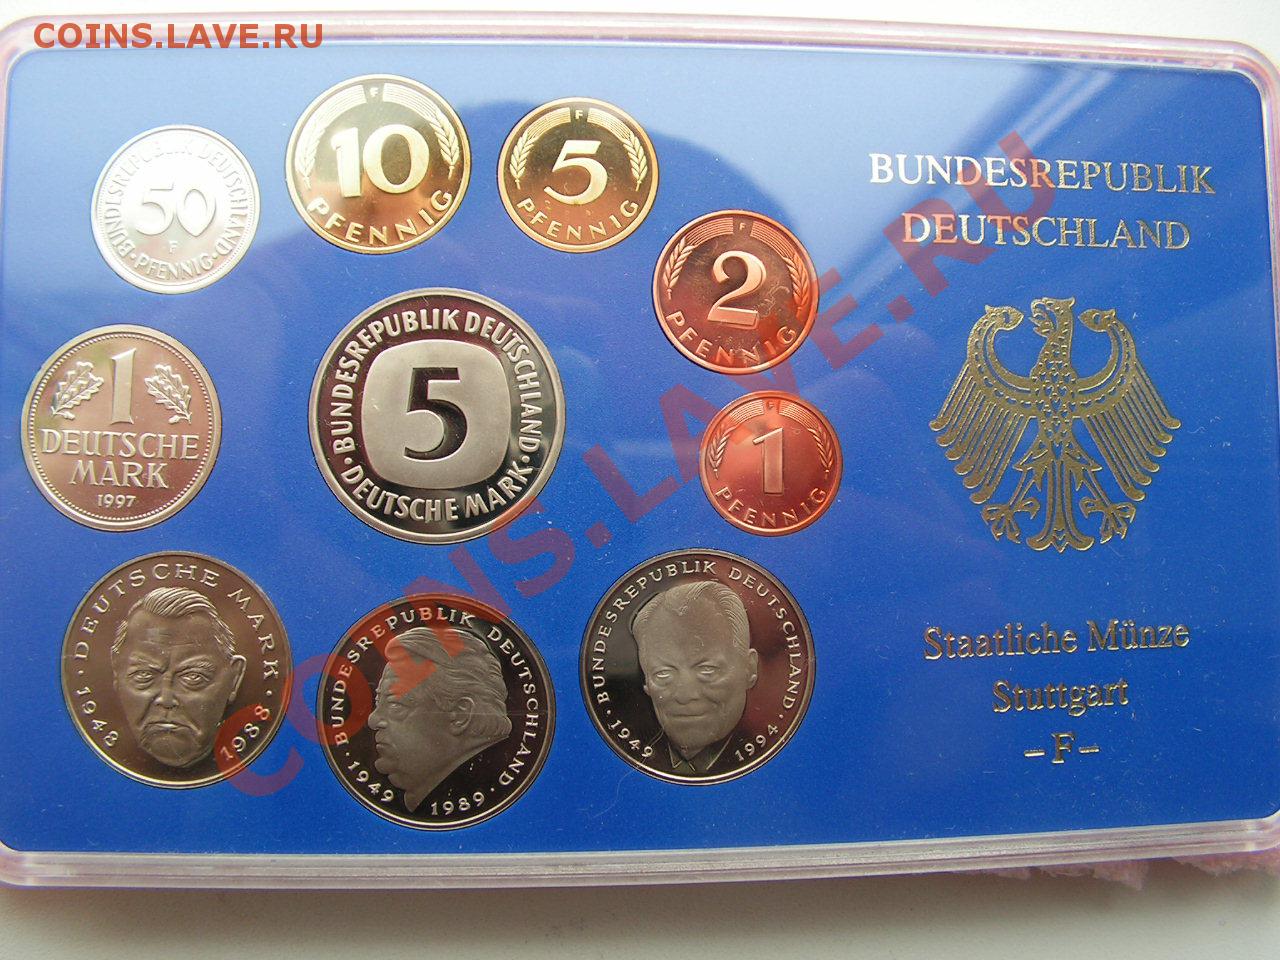 COINS.LAVE.RU
BUNDESREPUBLIK DEUTSCHLAND
50
F
PFENNIG
F
10
PFENNIG
F
5
PFENNIG
F
2
PFENNIG
F
1
PFENNIG
1
DEUTSCHE
MARK
1997
BUNDESREPUBLIK DEUTSCHLAND
5
DEUTSCHE MARK
DEUTSCHE MARK
1948 1988
BUNDESREPUBLIK DEUTSCHLAND
1949 1989
BUNDESREPUBLIK DEUTSCHLAND
1949 1994
BUNDESREPUBLIK
DEUTSCHLAND
Staatliche Münze
Stuttgart
-F-
COINS.LAVE.RU